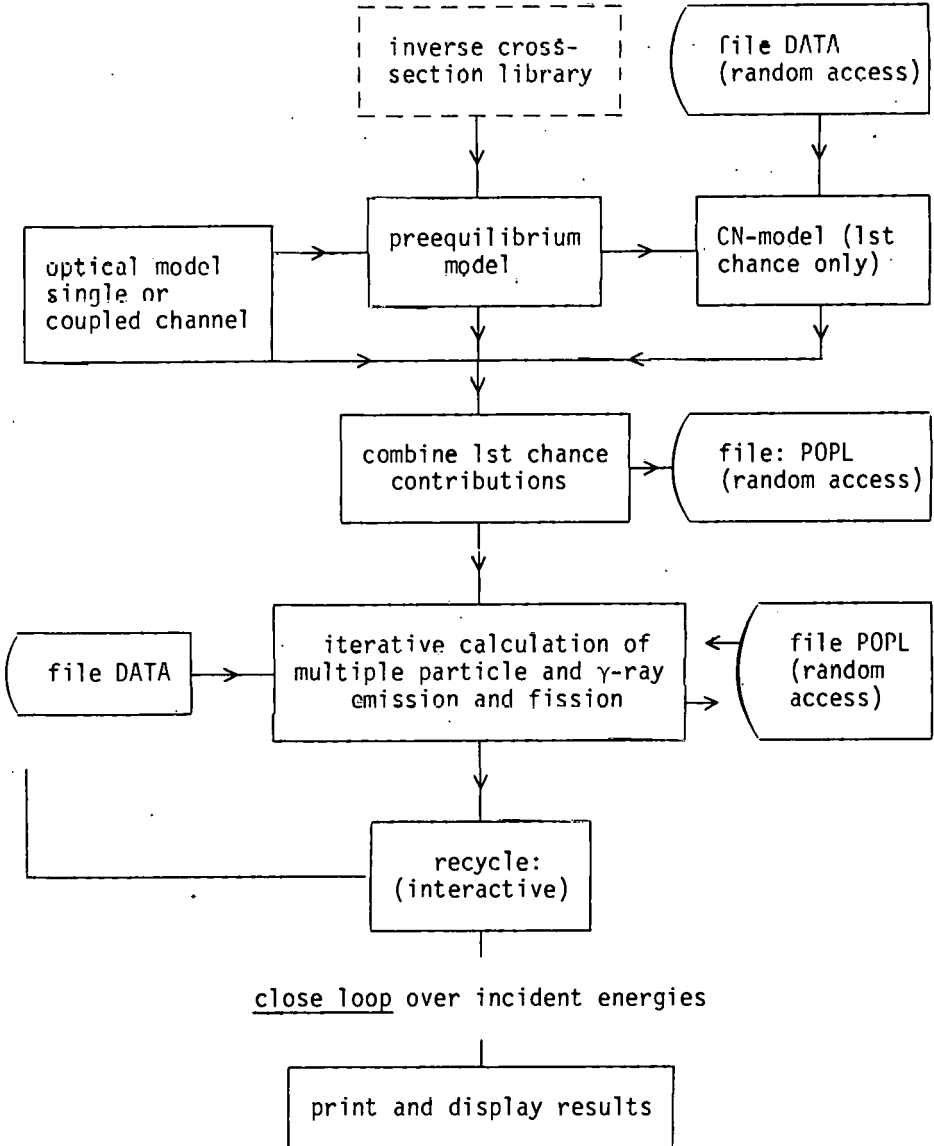 inverse cross-
section library
file DATA
(random access)
optical model
single or
coupled channel
preequilibrium
model
CN-model (1st
chance only)
combine 1st chance
contributions
file: POPL
(random access)
file DATA
iterative calculation of
multiple particle and γ-ray
emission and fission
file POPL
(random
access)
recycle:
(interactive)
close loop over incident energies
print and display results